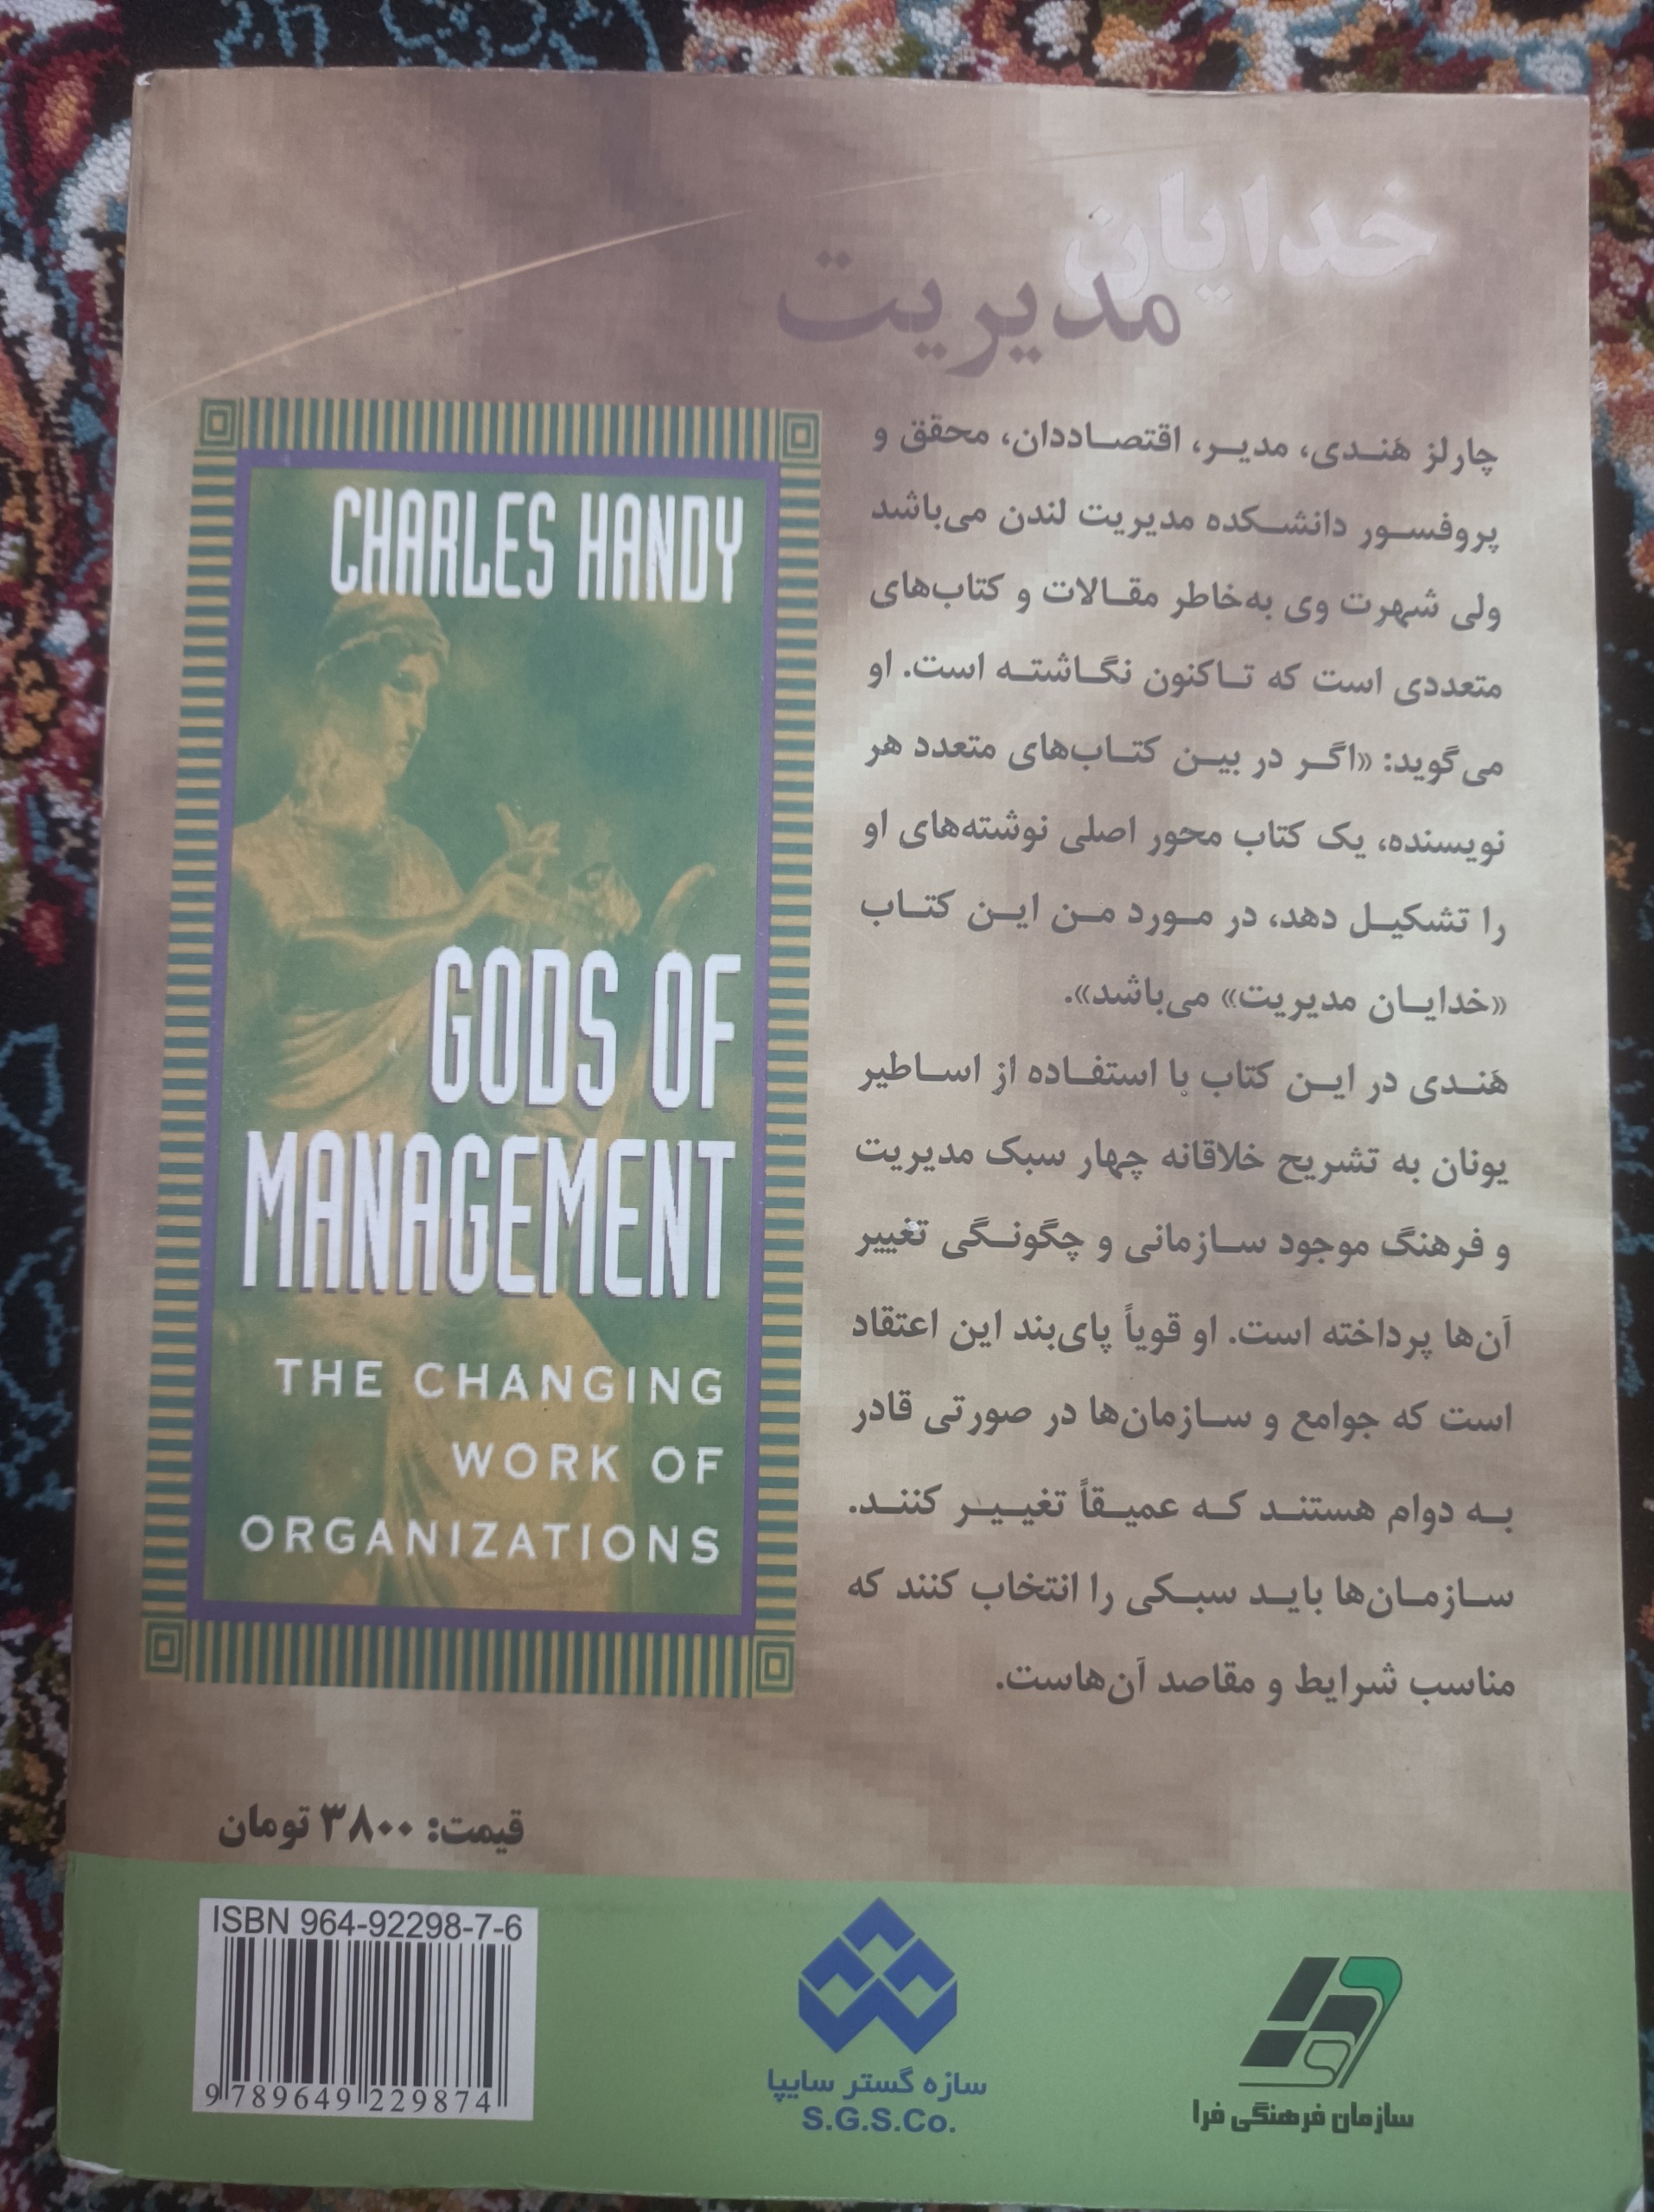 خدایان
مدیریت
چارلز هَندی، مدیر، اقتصاددان، محقق و
پروفسور دانشکده مدیریت لندن می‌باشد
ولی شهرت وی به‌خاطر مقالات و کتاب‌های
متعددی است که تاکنون نگاشته است. او
می‌گوید: «اگر در بین کتاب‌های متعدد هر
نویسنده، یک کتاب محور اصلی نوشته‌های او
را تشکیل دهد، در مورد من این کتاب
«خدایان مدیریت» می‌باشد».
هَندی در این کتاب با استفاده از اساطیر
یونان به تشریح خلاقانه چهار سبک مدیریت
و فرهنگ موجود سازمانی و چگونگی تغییر
آن‌ها پرداخته است. او قویاً پای‌بند این اعتقاد
است که جوامع و سازمان‌ها در صورتی قادر
به دوام هستند که عمیقاً تغییر کنند.
سازمان‌ها باید سبکی را انتخاب کنند که
مناسب شرایط و مقاصد آن‌هاست.
CHARLES HANDY
GODS OF
MANAGEMENT
THE CHANGING
WORK OF
ORGANIZATIONS
قیمت: ۳۸۰۰ تومان
ISBN 964-92298-7-6
9 789649 229874
سازه گستر سایپا
S.G.S.Co.
سازمان فرهنگی فرا